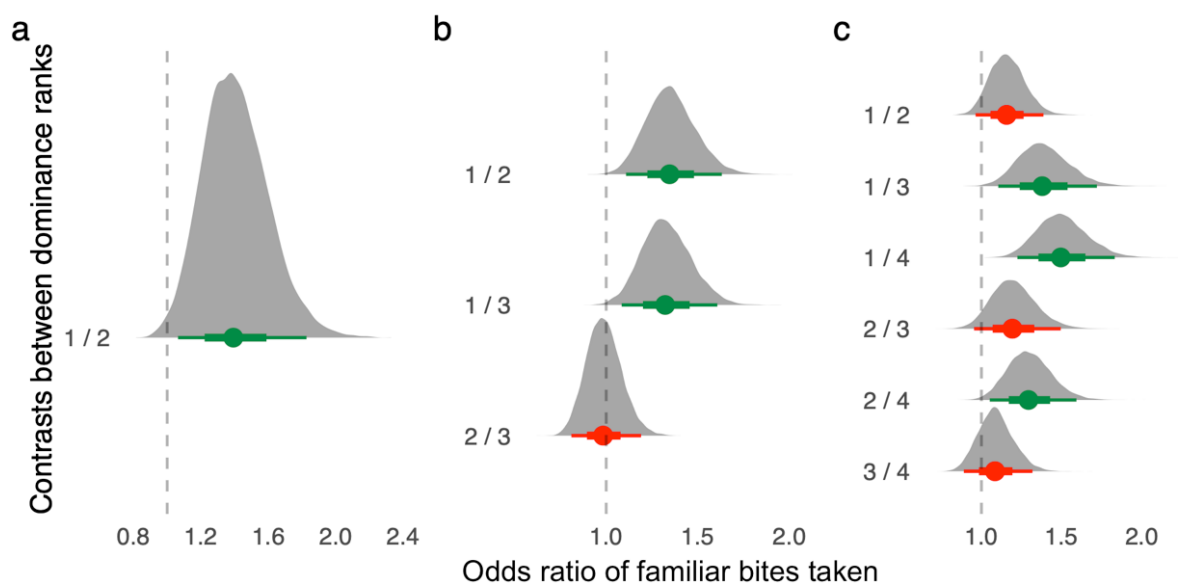 a
b
c
Contrasts between dominance ranks
1 / 2
1 / 2
1 / 3
2 / 3
1 / 2
1 / 3
1 / 4
2 / 3
2 / 4
3 / 4
0.8 1.2 1.6 2.0 2.4
1.0 1.5 2.0
1.0 1.5 2.0
Odds ratio of familiar bites taken